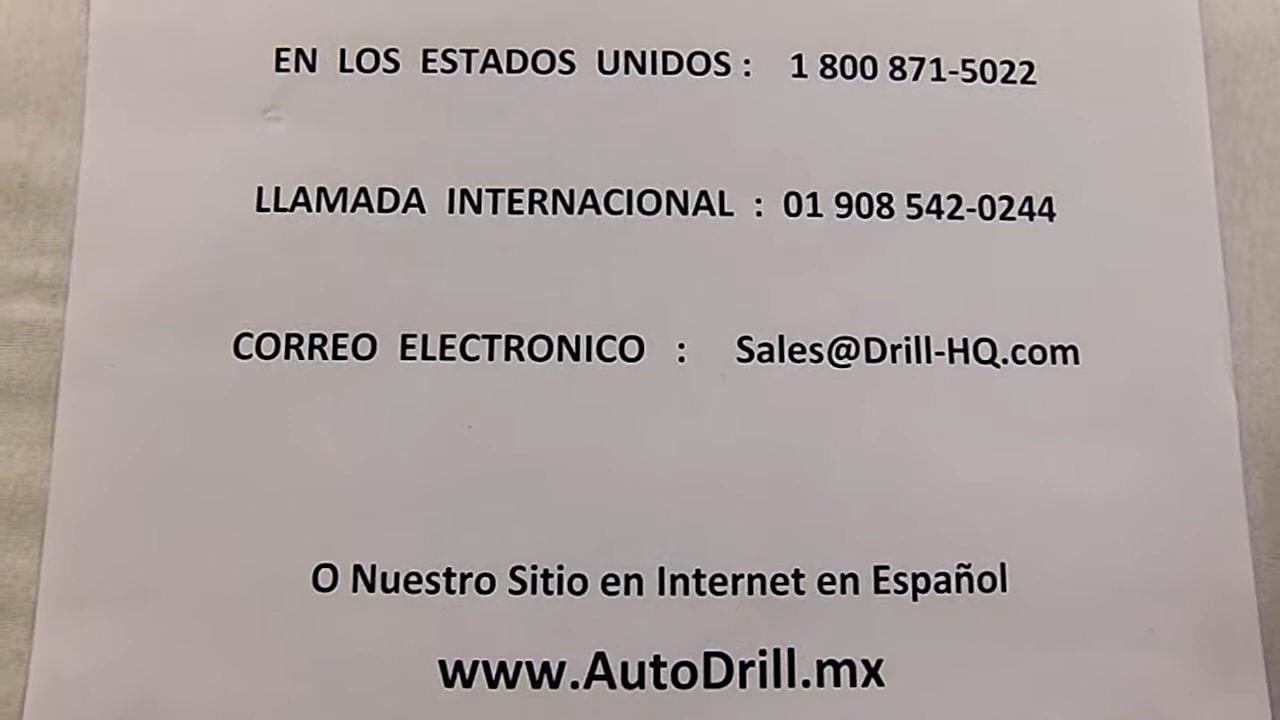 EN LOS ESTADOS UNIDOS : 1 800 871-5022
LLAMADA INTERNACIONAL : 01 908 542-0244
CORREO ELECTRONICO : Sales@Drill-HQ.com
O Nuestro Sitio en Internet en Español
www.AutoDrill.mx